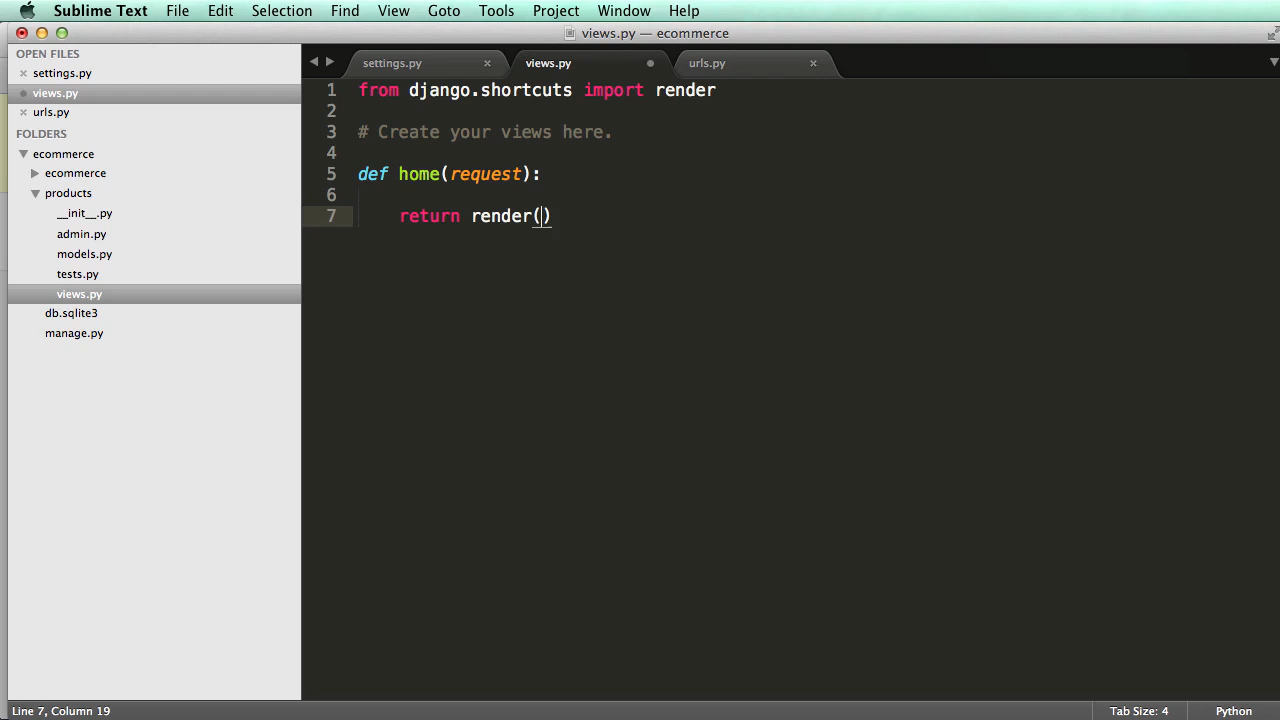 Sublime Text File Edit Selection Find View Goto Tools Project Window Help
views.py — ecommerce
OPEN FILES
settings.py
views.py
urls.py
FOLDERS
ecommerce
ecommerce
products
__init__.py
admin.py
models.py
tests.py
views.py
db.sqlite3
manage.py
settings.py views.py urls.py
1 from django.shortcuts import render
2
3 # Create your views here.
4
5 def home(request):
6
7 return render()
Line 7, Column 19 Tab Size: 4 Python